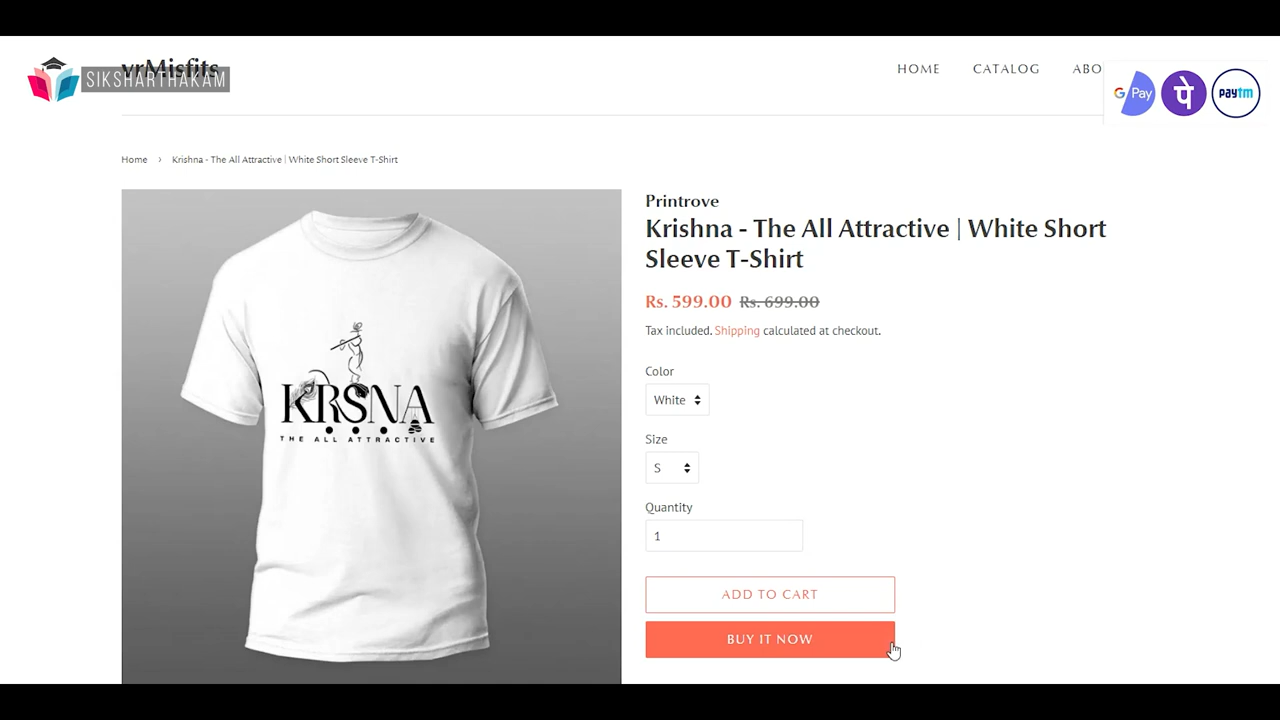 vrMisfits
SIKSHARTHAKAM
HOME CATALOG ABO
G Pay पे paytm
Home › Krishna - The All Attractive | White Short Sleeve T-Shirt
Printrove
Krishna - The All Attractive | White Short
Sleeve T-Shirt
Rs. 599.00 Rs. 699.00
Tax included. Shipping calculated at checkout.
Color
White
Size
S
Quantity
1
ADD TO CART
BUY IT NOW
KRSNA
THE ALL ATTRACTIVE